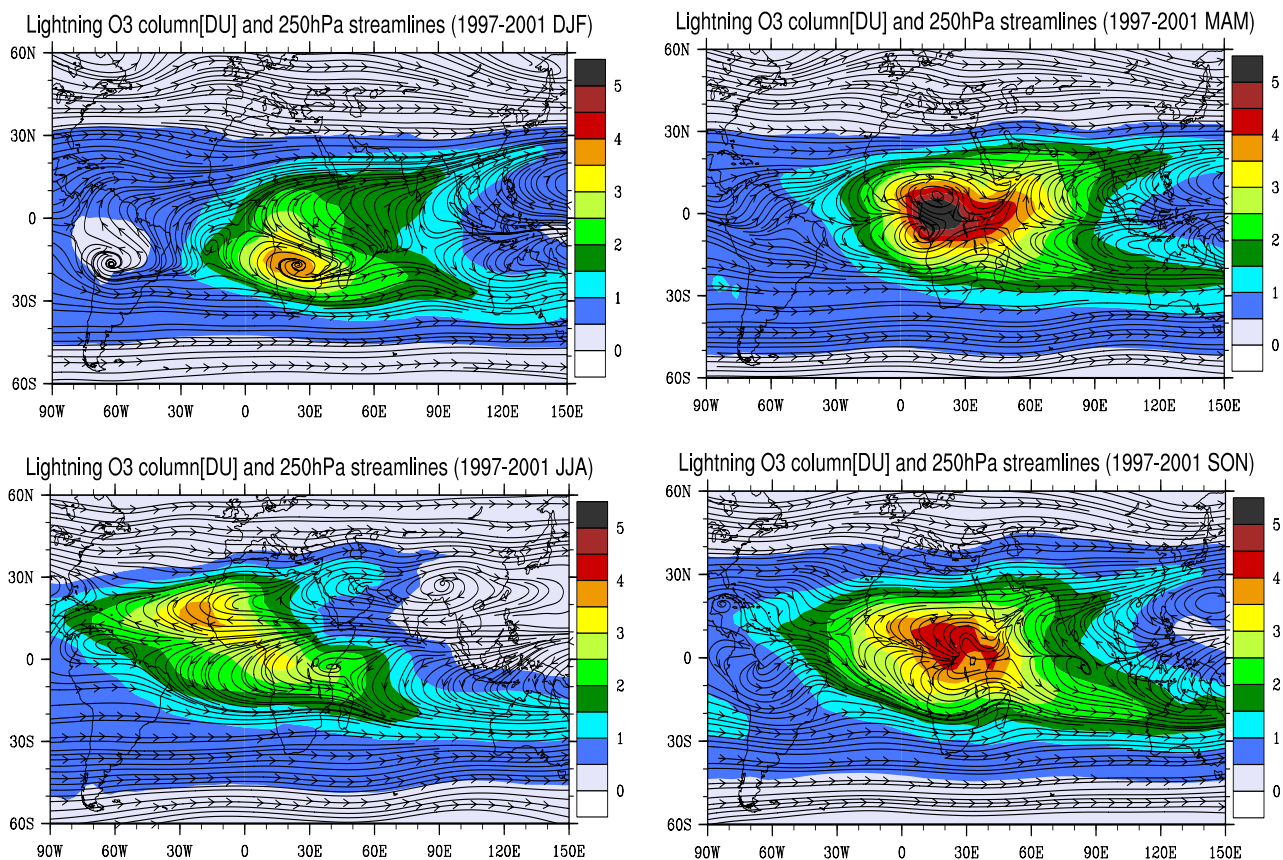 Lightning O3 column[DU] and 250hPa streamlines (1997-2001 DJF)
60N
30N
0
30S
60S
90W 60W 30W 0 30E 60E 90E 120E 150E
5
4
3
2
1
0
Lightning O3 column[DU] and 250hPa streamlines (1997-2001 MAM)
60N
30N
0
30S
60S
90W 60W 30W 0 30E 60E 90E 120E 150E
5
4
3
2
1
0
Lightning O3 column[DU] and 250hPa streamlines (1997-2001 JJA)
60N
30N
0
30S
60S
90W 60W 30W 0 30E 60E 90E 120E 150E
5
4
3
2
1
0
Lightning O3 column[DU] and 250hPa streamlines (1997-2001 SON)
60N
30N
0
30S
60S
90W 60W 30W 0 30E 60E 90E 120E 150E
5
4
3
2
1
0